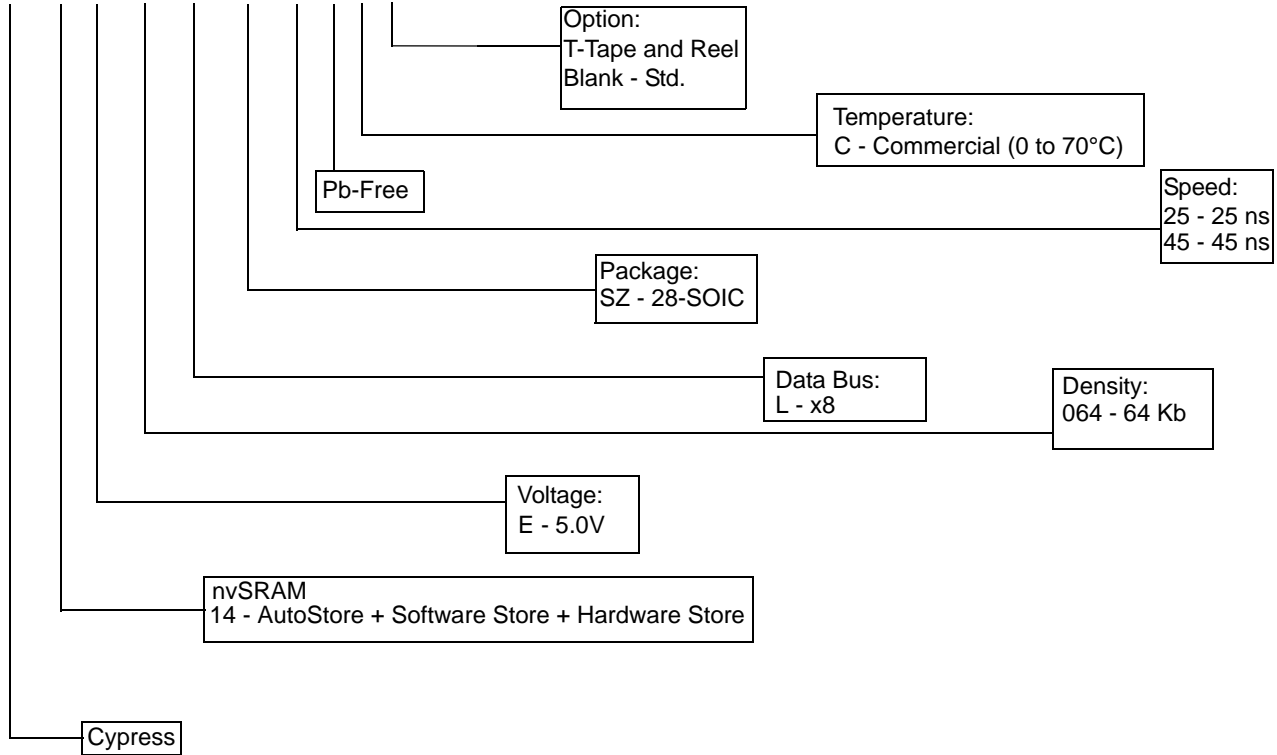 Option:
T-Tape and Reel
Blank - Std.
Temperature:
C - Commercial (0 to 70°C)
Pb-Free
Speed:
25 - 25 ns
45 - 45 ns
Package:
SZ - 28-SOIC
Data Bus:
L - x8
Density:
064 - 64 Kb
Voltage:
E - 5.0V
nvSRAM
14 - AutoStore + Software Store + Hardware Store
Cypress